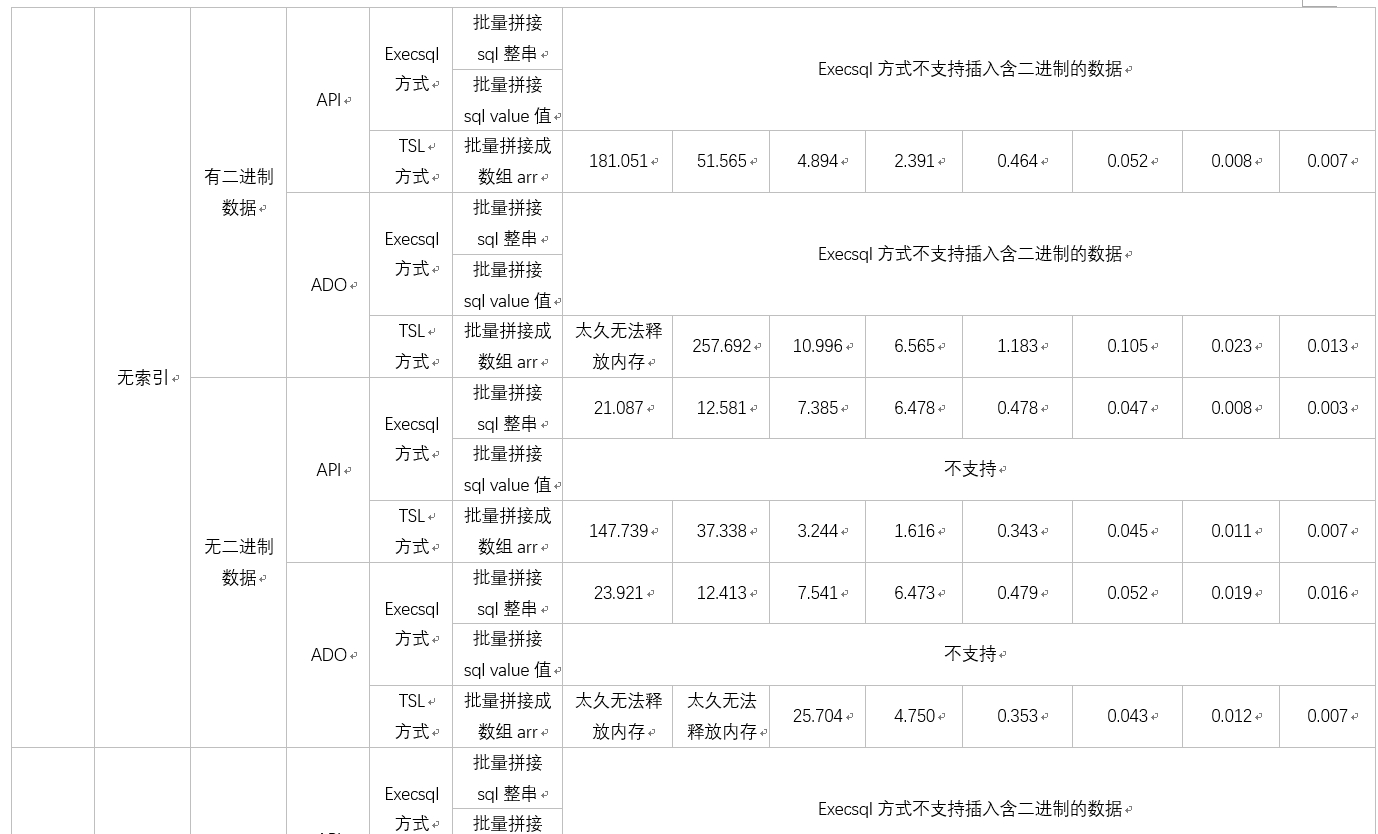 批量拼接
sql 整串
Execsql
方式
批量拼接
sql value 值
Execsql 方式不支持插入含二进制的数据
API
TSL
方式
批量拼接成
数组 arr
181.051 51.565 4.894 2.391 0.464 0.052 0.008 0.007
有二进制
数据
批量拼接
sql 整串
Execsql
方式
批量拼接
sql value 值
Execsql 方式不支持插入含二进制的数据
ADO
TSL
方式
批量拼接成
数组 arr
太久无法释
放内存
257.692 10.996 6.565 1.183 0.105 0.023 0.013
无索引
批量拼接
sql 整串
21.087 12.581 7.385 6.478 0.478 0.047 0.008 0.003
Execsql
方式
批量拼接
sql value 值
不支持
API
TSL
方式
批量拼接成
数组 arr
147.739 37.338 3.244 1.616 0.343 0.045 0.011 0.007
无二进制
数据
批量拼接
sql 整串
23.921 12.413 7.541 6.473 0.479 0.052 0.019 0.016
Execsql
方式
批量拼接
sql value 值
不支持
ADO
TSL
方式
批量拼接成
数组 arr
太久无法释
放内存
太久无法
释放内存
25.704 4.750 0.353 0.043 0.012 0.007
批量拼接
sql 整串
Execsql
方式
批量拼接
Execsql 方式不支持插入含二进制的数据